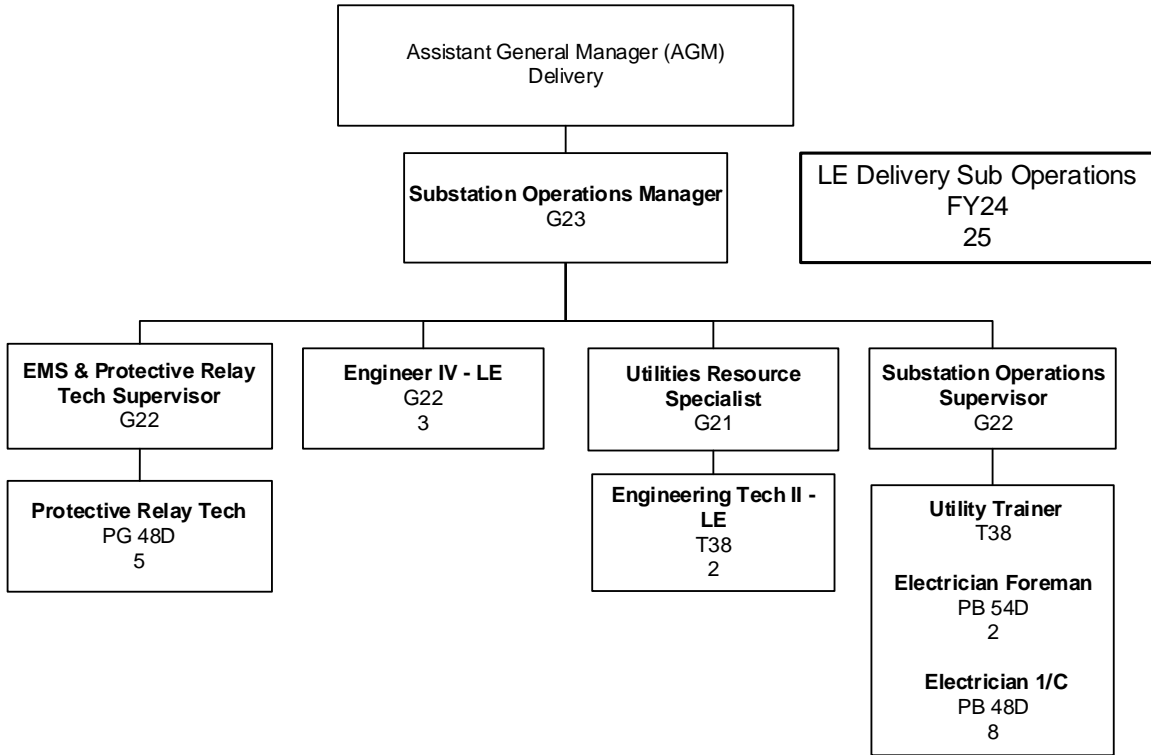 Assistant General Manager (AGM)
Delivery
Substation Operations Manager
G23
LE Delivery Sub Operations
FY24
25
EMS & Protective Relay
Tech Supervisor
G22
Engineer IV - LE
G22
3
Utilities Resource
Specialist
G21
Substation Operations
Supervisor
G22
Protective Relay Tech
PG 48D
5
Engineering Tech II -
LE
T38
2
Utility Trainer
T38
Electrician Foreman
PB 54D
2
Electrician 1/C
PB 48D
8